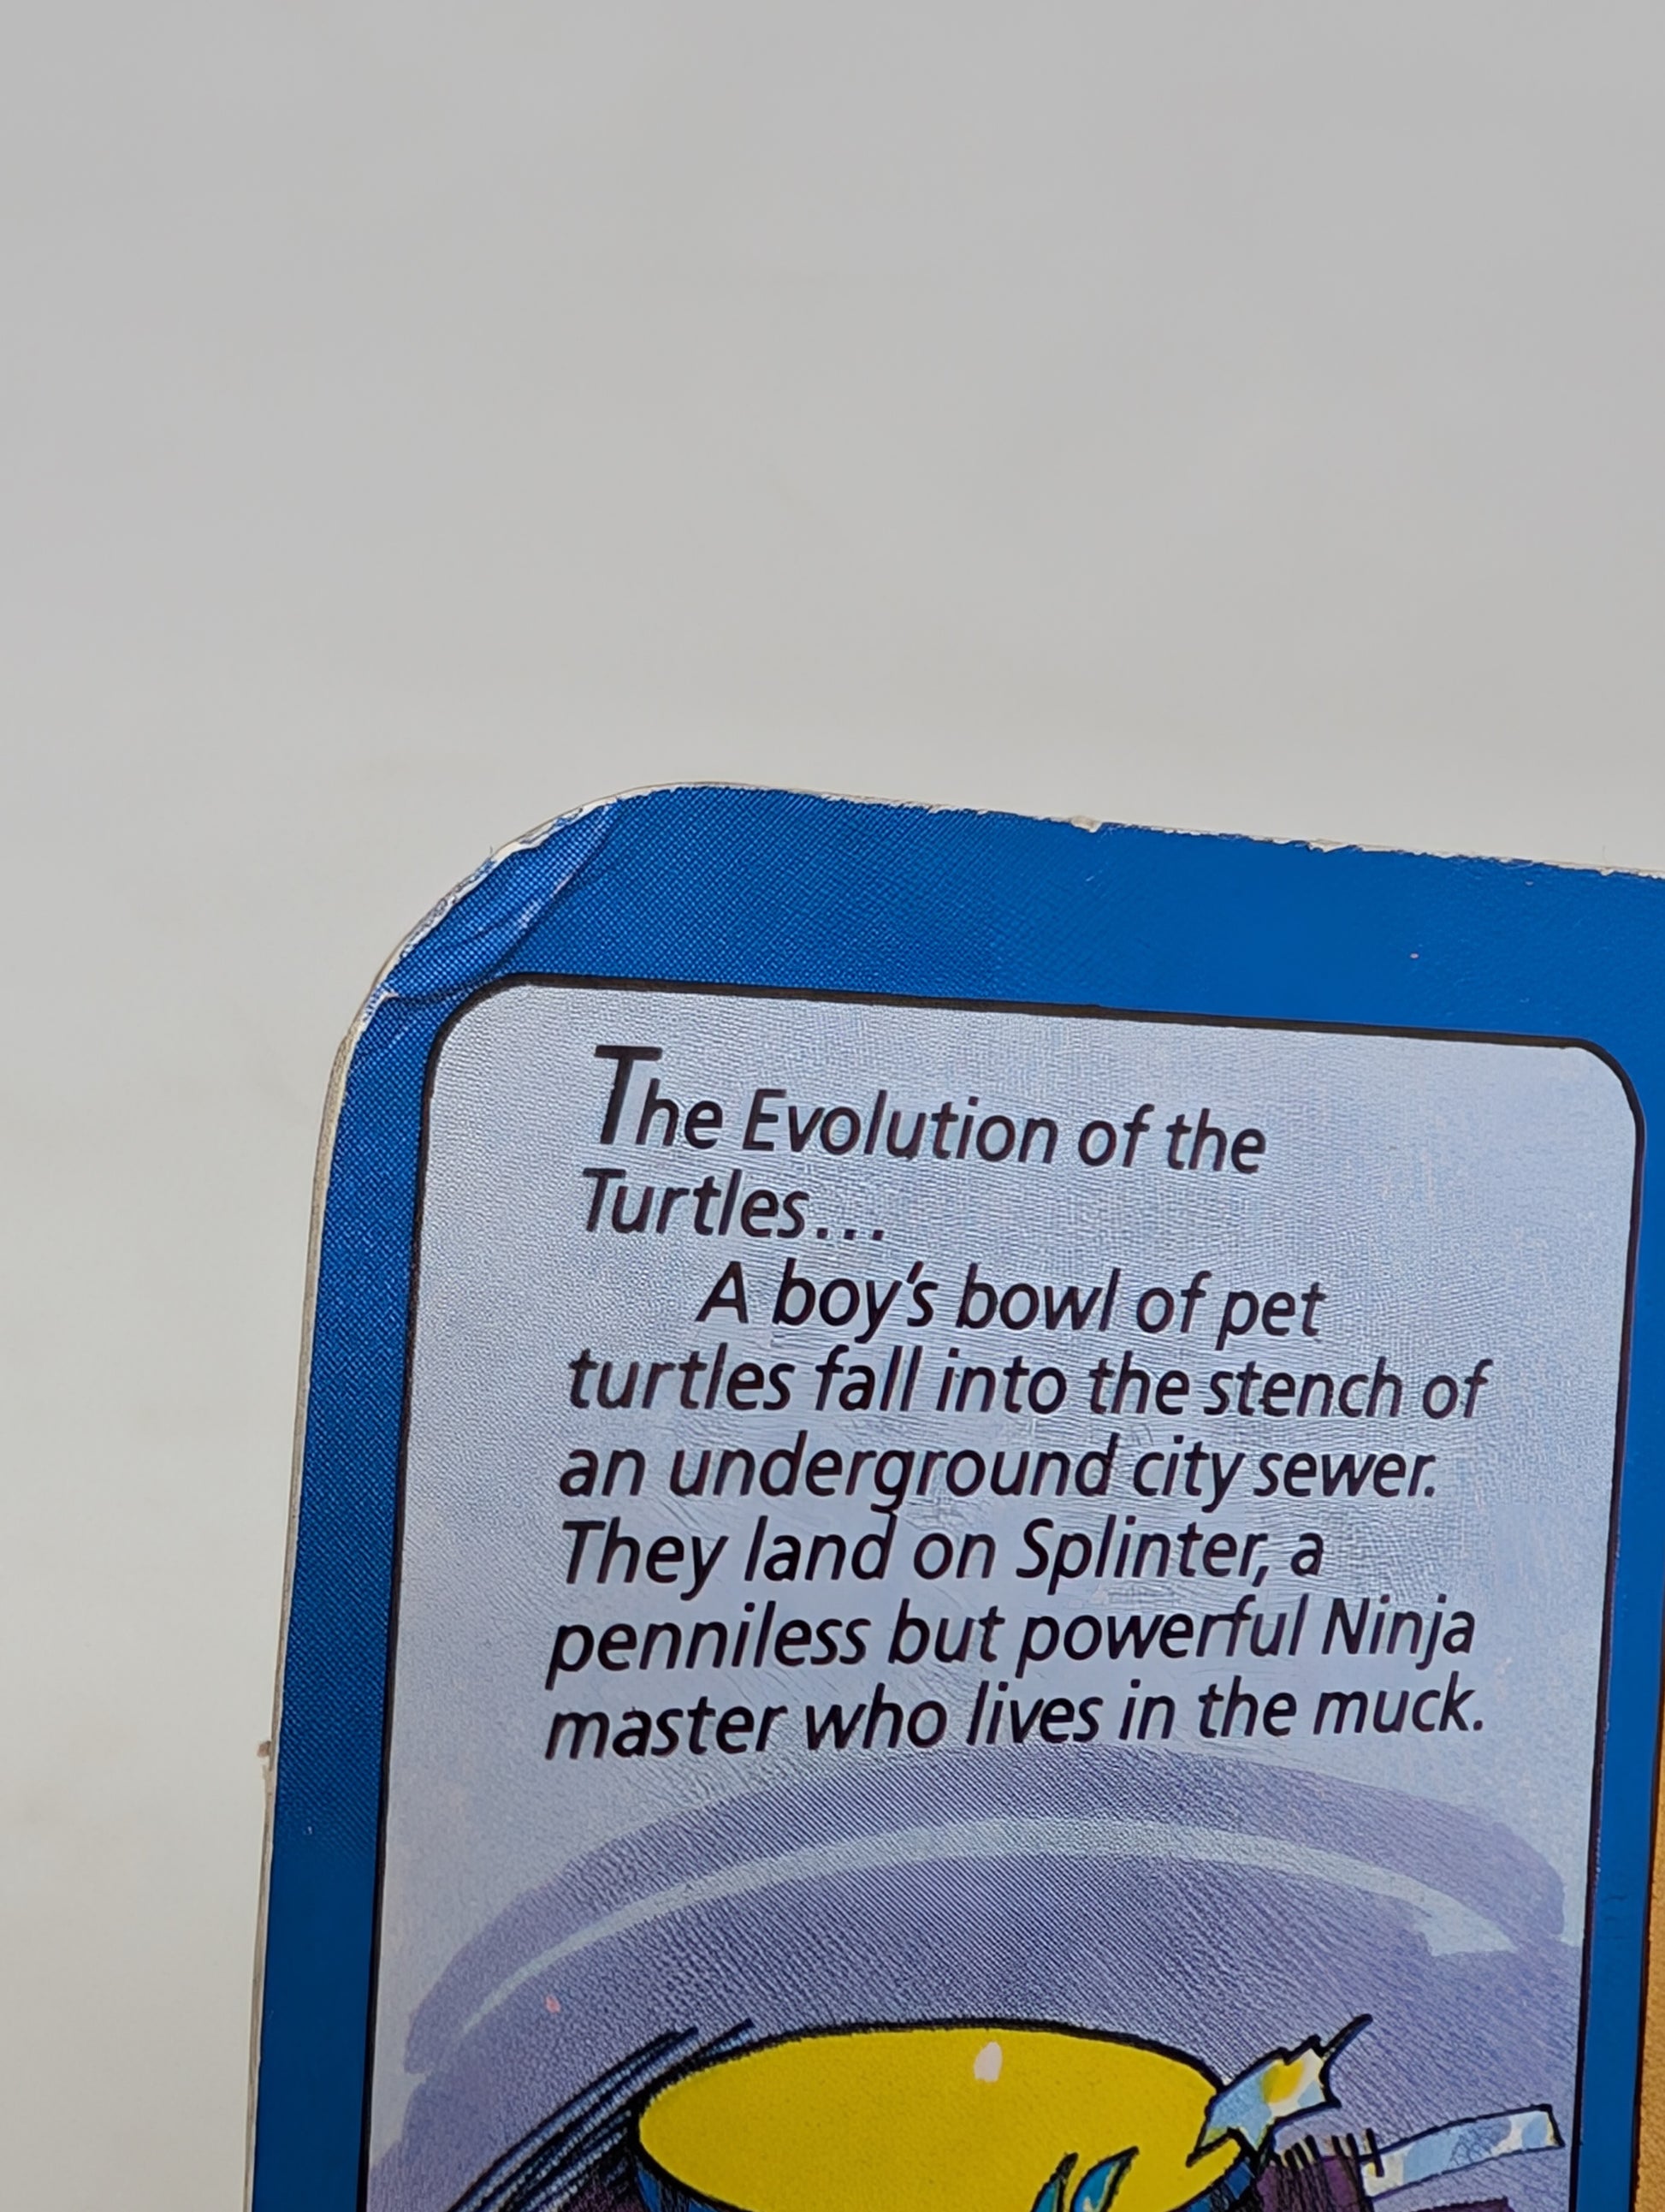 The Evolution of the
Turtles...
A boy's bowl of pet
turtles fall into the stench of
an underground city sewer.
They land on Splinter, a
penniless but powerful Ninja
master who lives in the muck.